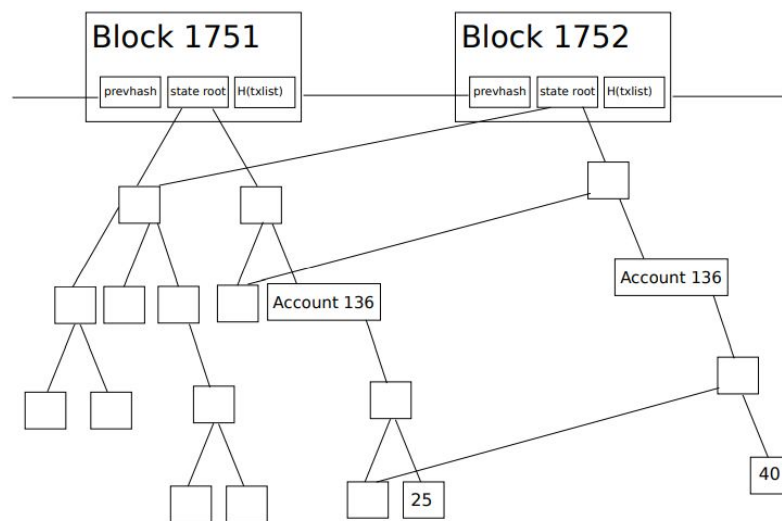 Block 1751
prevhash
state root
H(txlist)
Block 1752
prevhash
state root
H(txlist)
Account 136
Account 136
25
40